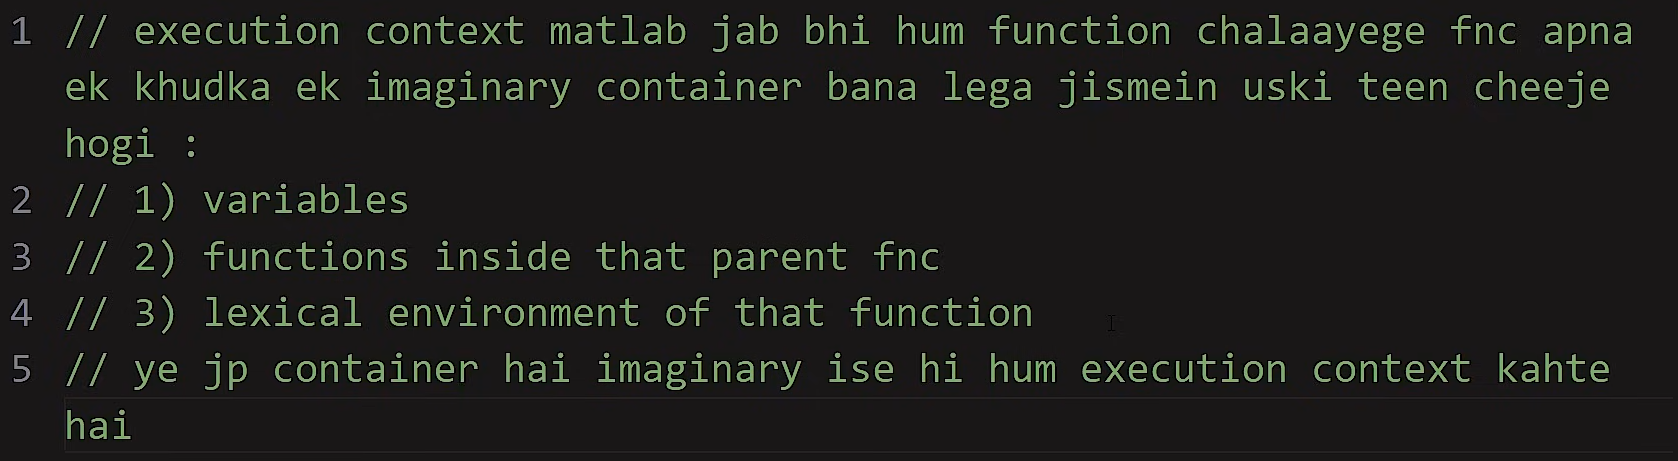 1 // execution context matlab jab bhi hum function chalaayege fnc apna
ek khudka ek imaginary container bana lega jismein uski teen cheeje
hogi :
2 // 1) variables
3 // 2) functions inside that parent fnc
4 // 3) lexical environment of that function
5 // ye jp container hai imaginary ise hi hum execution context kahte
hai